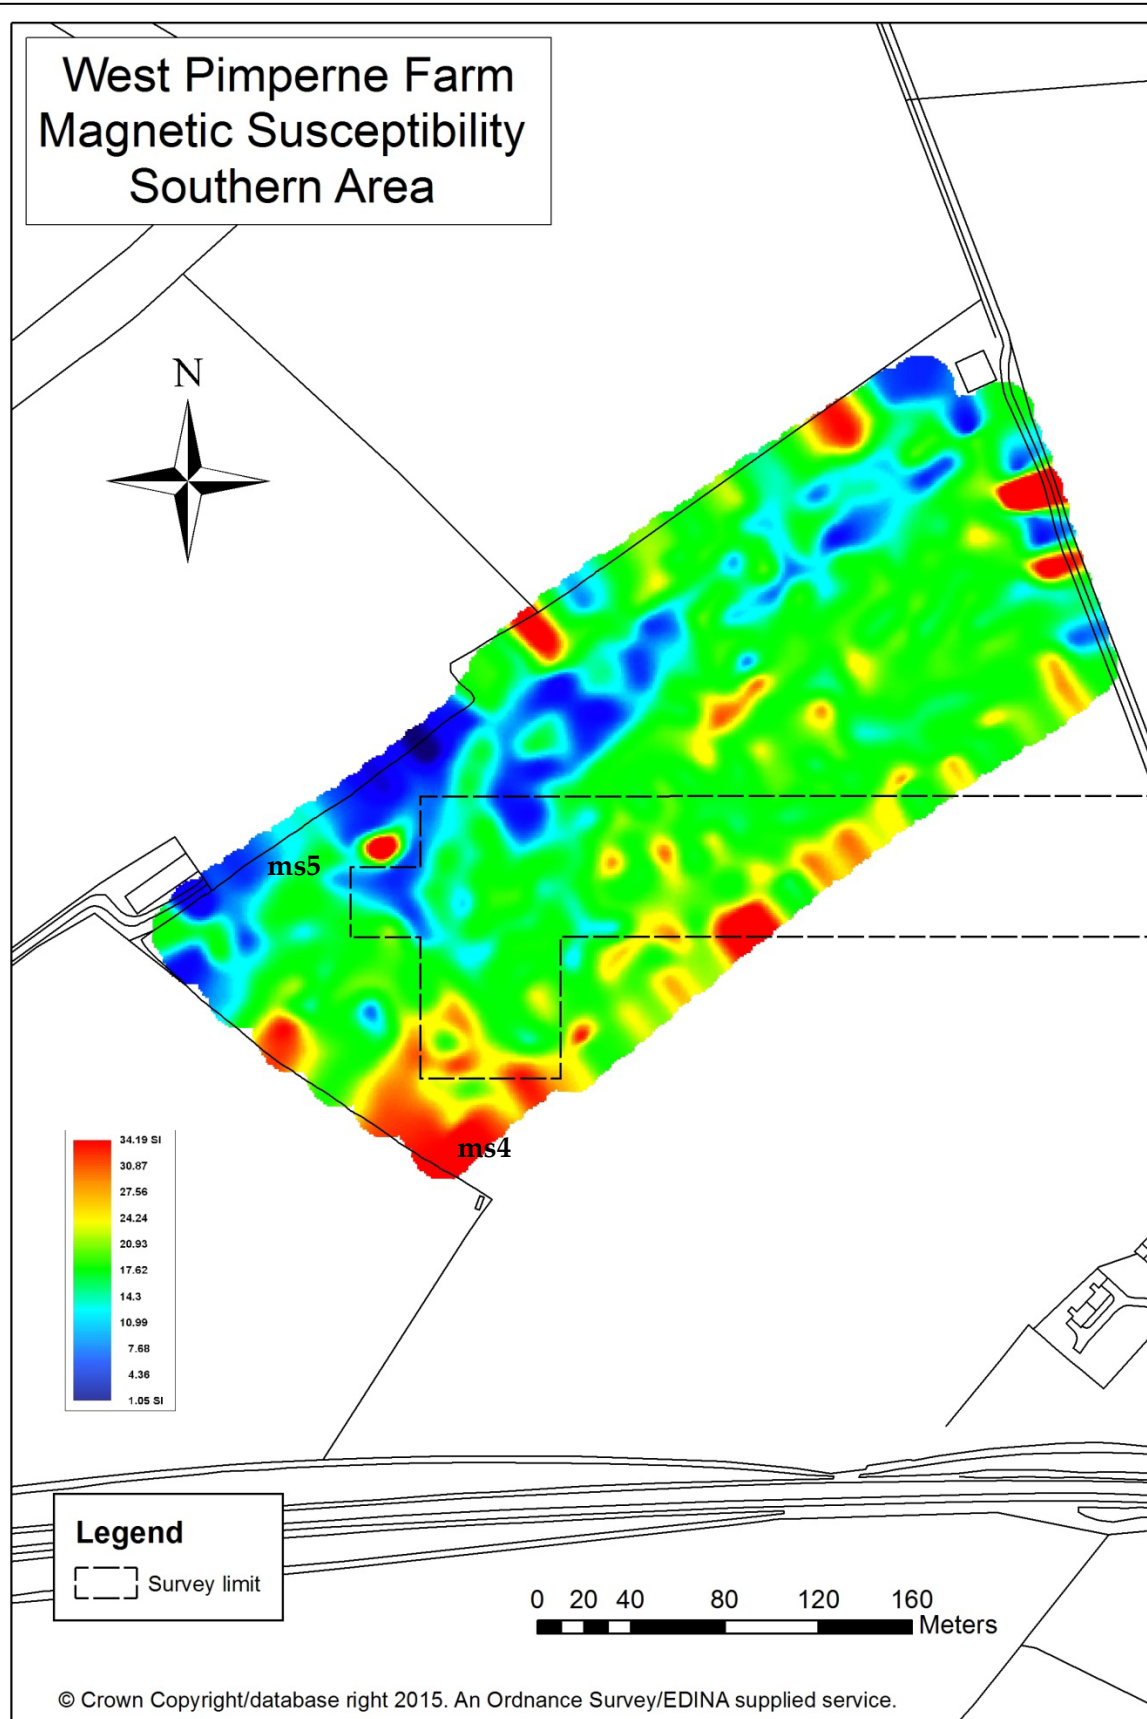 West Pimperne Farm
Magnetic Susceptibility
Southern Area
N
ms5
ms4
34.19 SI
30.87
27.56
24.24
20.93
17.62
14.3
10.99
7.68
4.36
1.05 SI
Legend
Survey limit
0 20 40 80 120 160
Meters
© Crown Copyright/database right 2015. An Ordnance Survey/EDINA supplied service.